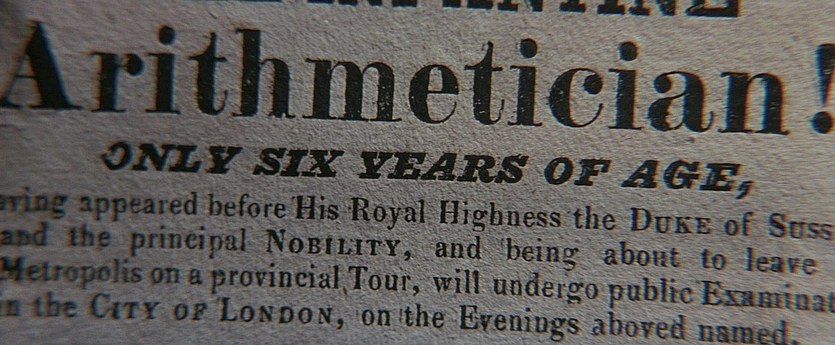 Arithmetician!
ONLY SIX YEARS OF AGE,
appeared before His Royal Highness the DUKE of Suss
and the principal NOBILITY, and being about to leave
Metropolis on a provincial Tour, will undergo public Examinat
in the CITY OF LONDON, on the Evenings aboved named.